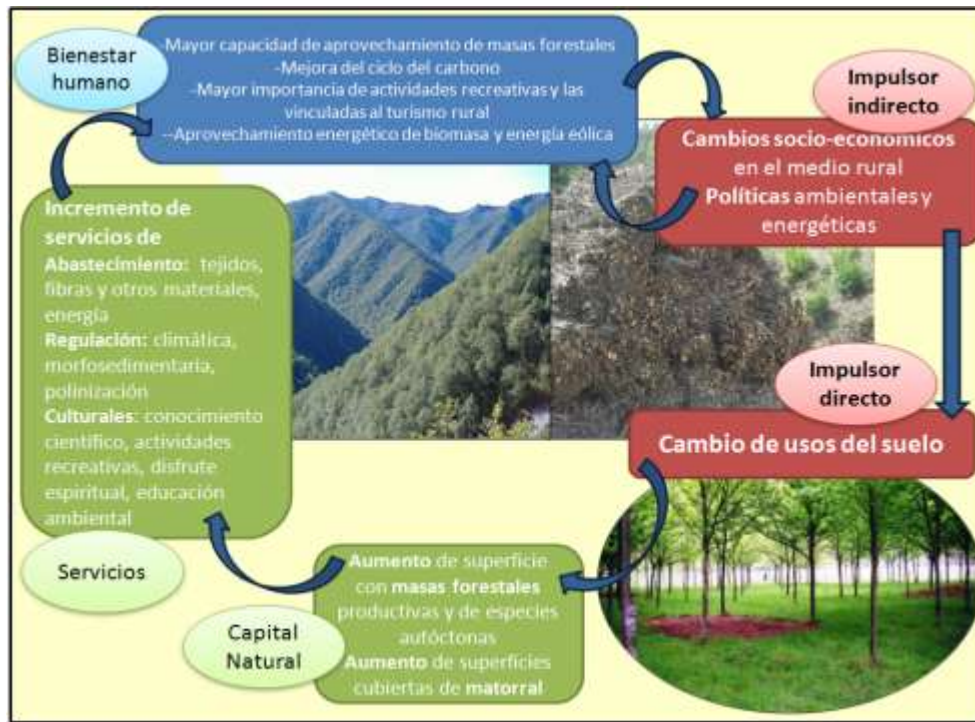 Bienestar
humano
-Mayor capacidad de aprovechamiento de masas forestales
-Mejora del ciclo del carbono
-Mayor importancia de actividades recreativas y las
vinculadas al turismo rural
--Aprovechamiento energético de biomasa y energía eólica
Impulsor
indirecto
Cambios socio-económicos
en el medio rural
Políticas ambientales y
energéticas
Impulsor
directo
Cambio de usos del suelo
Aumento de superficie
con masas forestales
productivas y de especies
autóctonas
Aumento de superficies
cubiertas de matorral
Capital
Natural
Incremento de
servicios de
Abastecimiento: tejidos,
fibras y otros materiales,
energía
Regulación: climática,
morfosedimentaria,
polinización
Culturales: conocimiento
científico, actividades
recreativas, disfrute
espiritual, educación
ambiental
Servicios